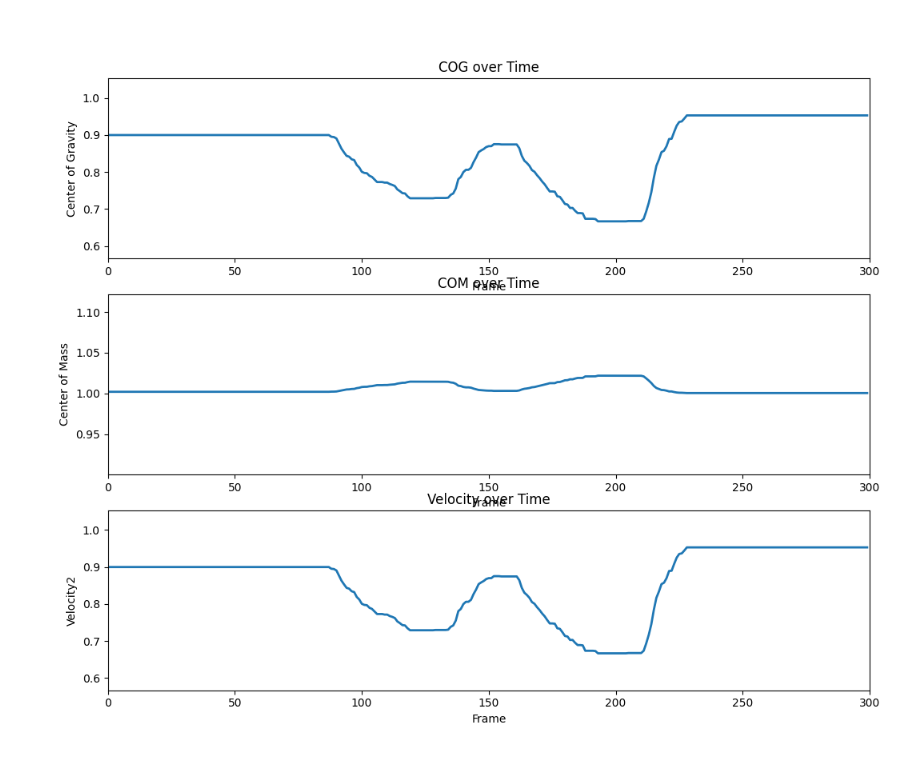 COG over Time
Center of Gravity
1.0
0.9
0.8
0.7
0.6
0 50 100 150 200 250 300
Frame
COM over Time
Center of Mass
1.10
1.05
1.00
0.95
0 50 100 150 200 250 300
Frame
Velocity over Time
Velocity2
1.0
0.9
0.8
0.7
0.6
0 50 100 150 200 250 300
Frame